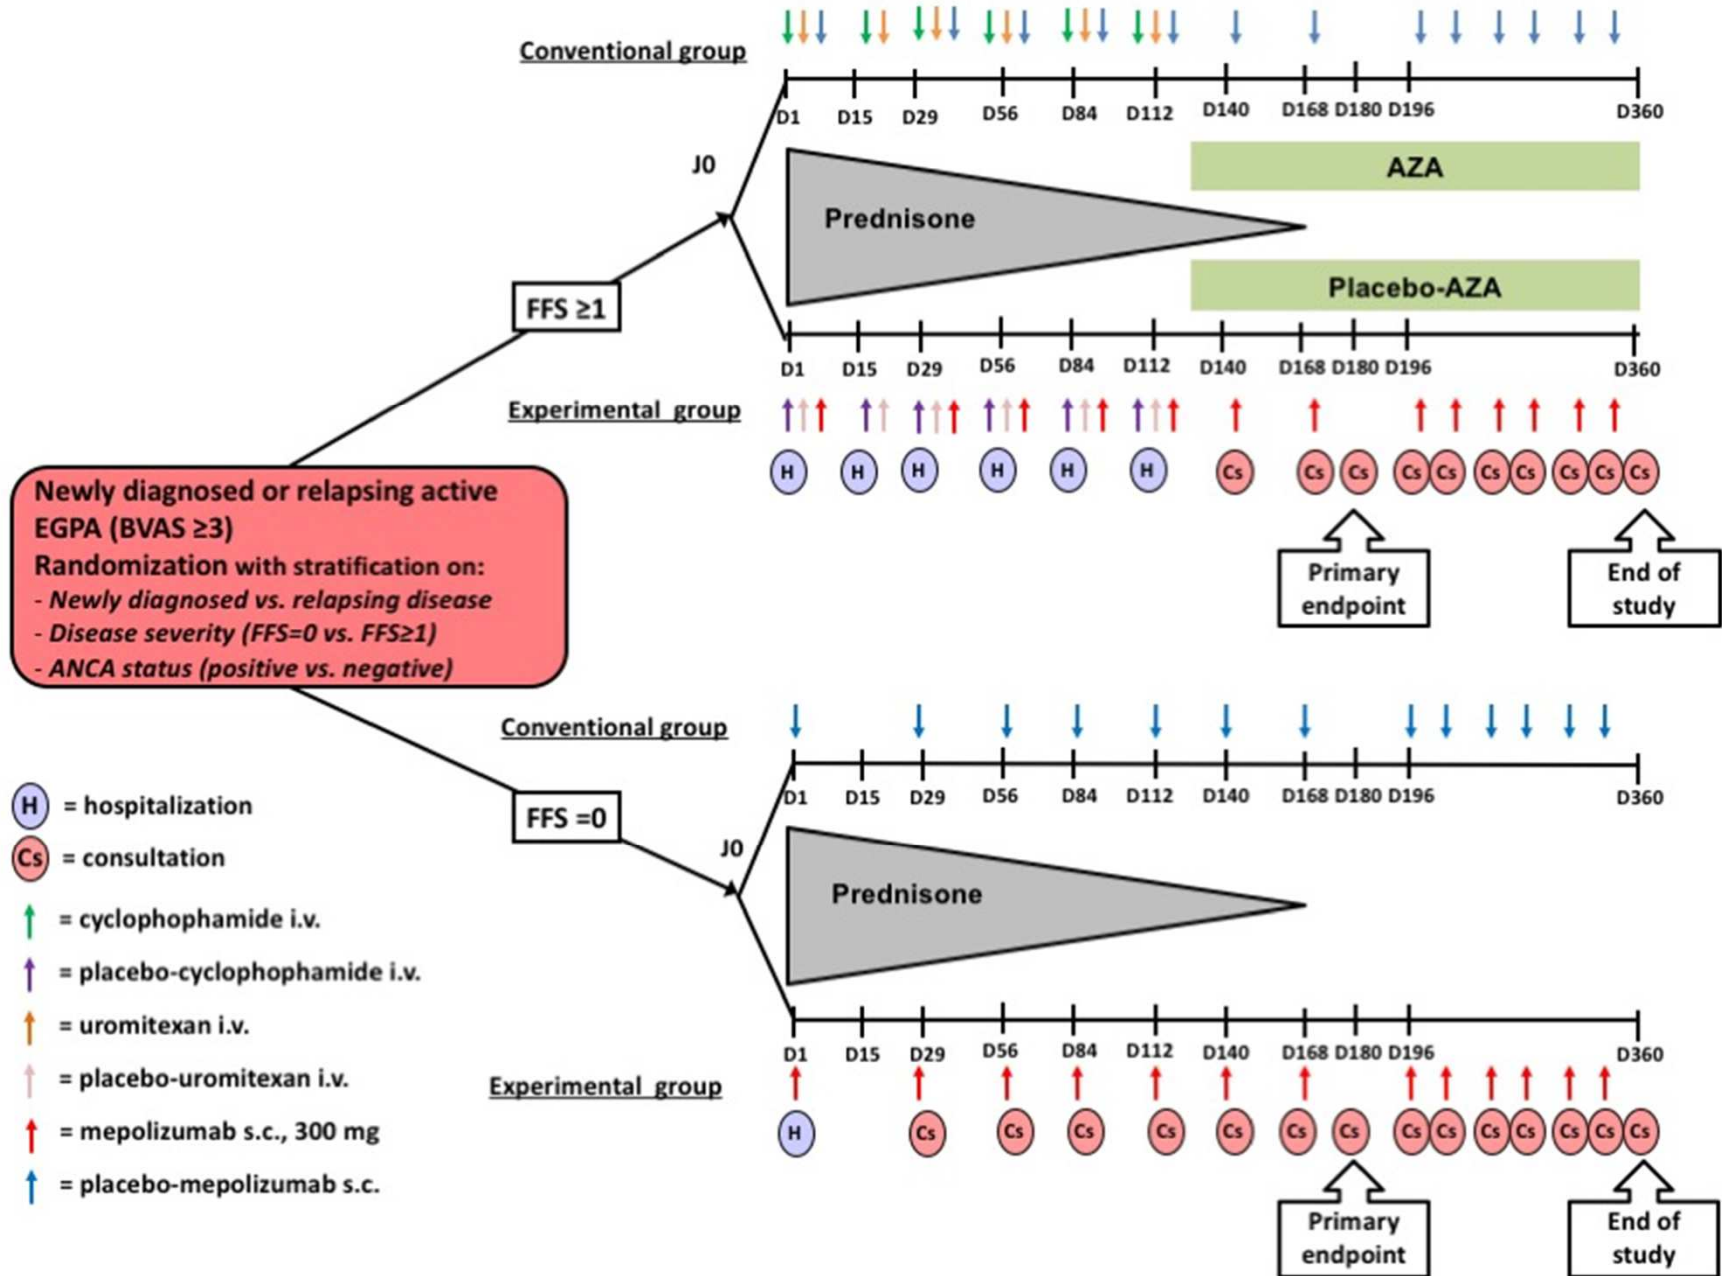 Conventional group
D1 D15 D29 D56 D84 D112 D140 D168 D180 D196 D360
J0
AZA
Prednisone
Placebo-AZA
FFS ≥1
D1 D15 D29 D56 D84 D112 D140 D168 D180 D196 D360
Experimental group
H H H H H H Cs Cs Cs Cs Cs Cs Cs Cs Cs Cs
Primary
endpoint
End of
study
Newly diagnosed or relapsing active
EGPA (BVAS ≥3)
Randomization with stratification on:
- Newly diagnosed vs. relapsing disease
- Disease severity (FFS=0 vs. FFS≥1)
- ANCA status (positive vs. negative)
Conventional group
D1 D15 D29 D56 D84 D112 D140 D168 D180 D196 D360
FFS =0
J0
Prednisone
D1 D15 D29 D56 D84 D112 D140 D168 D180 D196 D360
Experimental group
H Cs Cs Cs Cs Cs Cs Cs Cs Cs Cs Cs Cs Cs Cs
Primary
endpoint
End of
study
H = hospitalization
Cs = consultation
= cyclophophamide i.v.
= placebo-cyclophophamide i.v.
= uromitexan i.v.
= placebo-uromitexan i.v.
= mepolizumab s.c., 300 mg
= placebo-mepolizumab s.c.